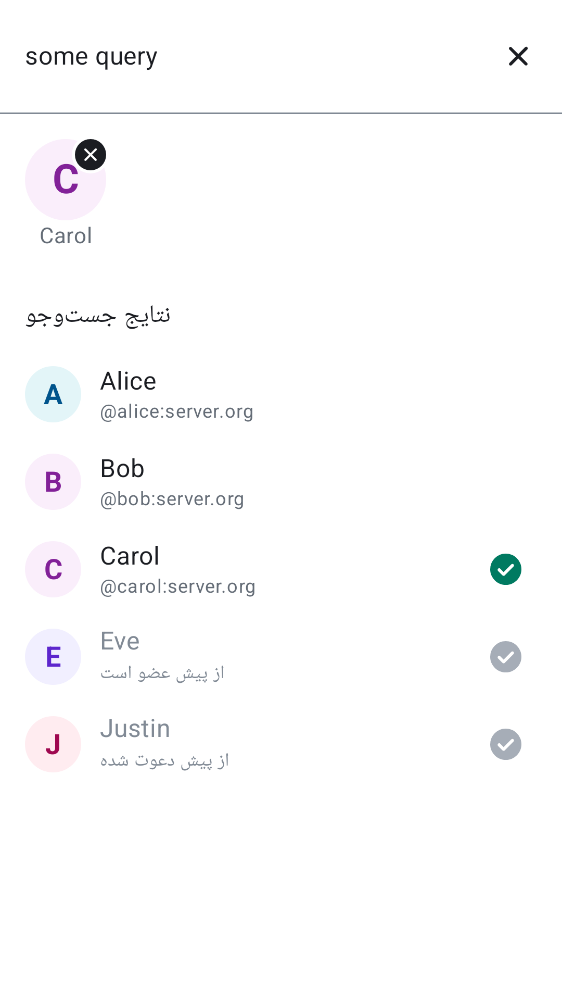 some query
C
Carol
نتایج جست‌وجو
A
Alice
@alice:server.org
B
Bob
@bob:server.org
C
Carol
@carol:server.org
E
Eve
از پیش عضو است
J
Justin
از پیش دعوت شده